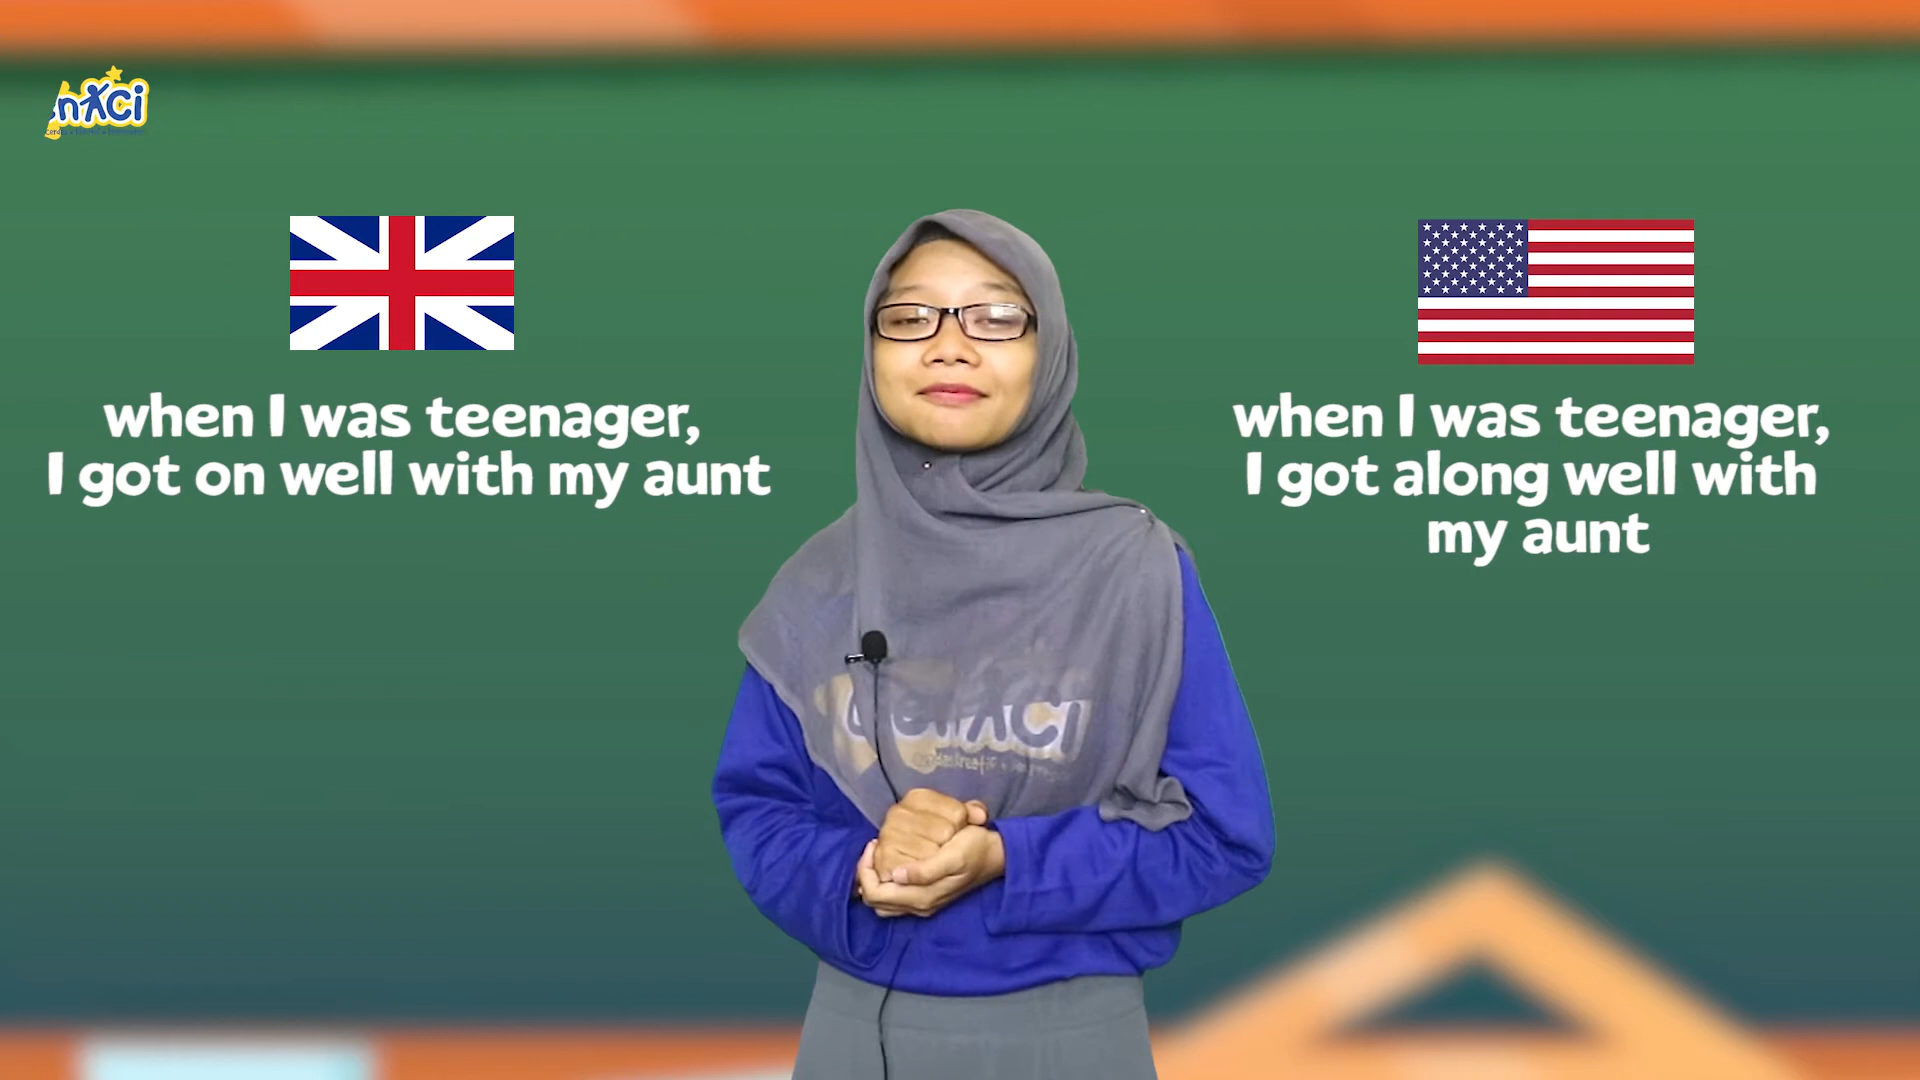 when I was teenager,
I got on well with my aunt
when I was teenager,
I got along well with
my aunt